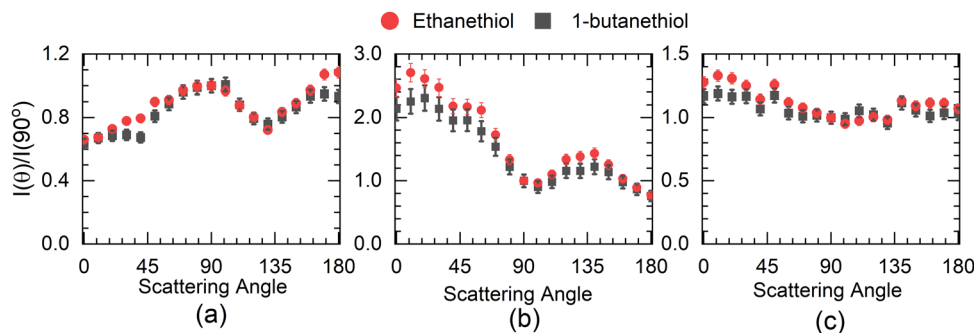 Ethanethiol 1-butanethiol
I(θ)/I(90°)
1.2
0.8
0.4
0.0
0 45 90 135 180
Scattering Angle
(a)
3.0
2.0
1.0
0.0
0 45 90 135 180
Scattering Angle
(b)
1.5
1.0
0.5
0.0
0 45 90 135 180
Scattering Angle
(c)